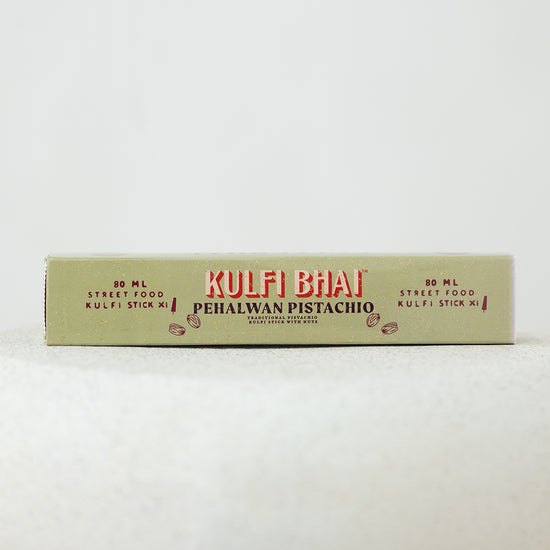 80 ML
STREET FOOD
KULFI STICK X1
KULFI BHAI™
PEHALWAN PISTACHIO
TRADITIONAL PISTACHIO
KULFI STICK WITH NUTS
80 ML
STREET FOOD
KULFI STICK X1